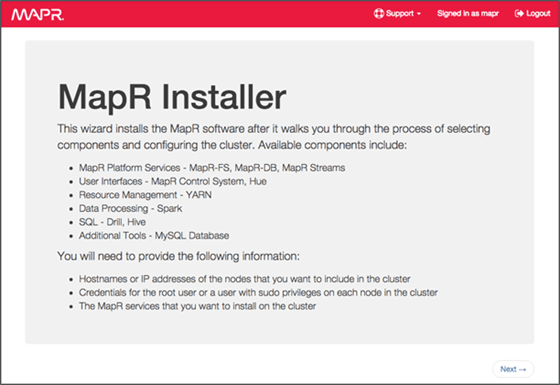 MAPR. Support Signed in as mapr Logout
MapR Installer
This wizard installs the MapR software after it walks you through the process of selecting
components and configuring the cluster. Available components include:
• MapR Platform Services - MapR-FS, MapR-DB, MapR Streams
• User Interfaces - MapR Control System, Hue
• Resource Management - YARN
• Data Processing - Spark
• SQL - Drill, Hive
• Additional Tools - MySQL Database
You will need to provide the following information:
• Hostnames or IP addresses of the nodes that you want to include in the cluster
• Credentials for the root user or a user with sudo privileges on each node in the cluster
• The MapR services that you want to install on the cluster
Next →